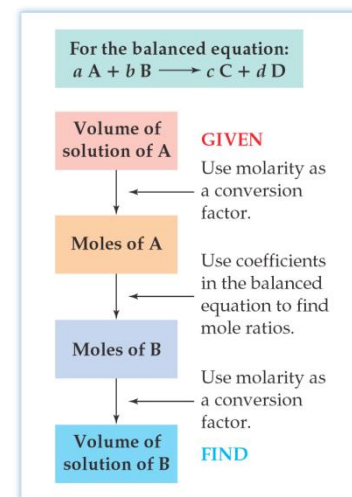 For the balanced equation:
a A + b B ⟶ c C + d D
Volume of
solution of A
GIVEN
Use molarity as
a conversion
factor.
Moles of A
Use coefficients
in the balanced
equation to find
mole ratios.
Moles of B
Use molarity as
a conversion
factor.
Volume of
solution of B
FIND